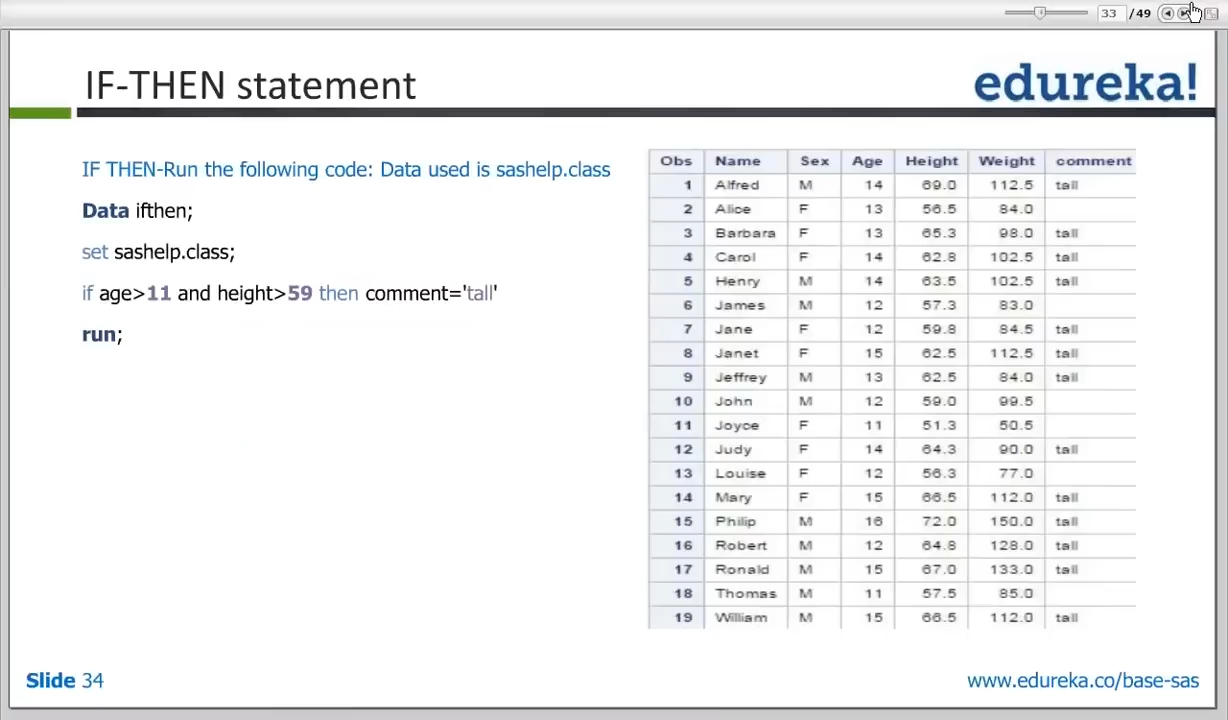 33 /49
IF-THEN statement
edureka!
IF THEN-Run the following code: Data used is sashelp.class
Data ifthen;
set sashelp.class;
if age>11 and height>59 then comment='tall'
run;
Obs Name Sex Age Height Weight comment
1 Alfred M 14 69.0 112.5 tall
2 Alice F 13 56.5 84.0
3 Barbara F 13 65.3 98.0 tall
4 Carol F 14 62.8 102.5 tall
5 Henry M 14 63.5 102.5 tall
6 James M 12 57.3 83.0
7 Jane F 12 59.8 84.5 tall
8 Janet F 15 62.5 112.5 tall
9 Jeffrey M 13 62.5 84.0 tall
10 John M 12 59.0 99.5
11 Joyce F 11 51.3 50.5
12 Judy F 14 64.3 90.0 tall
13 Louise F 12 56.3 77.0
14 Mary F 15 66.5 112.0 tall
15 Philip M 16 72.0 150.0 tall
16 Robert M 12 64.8 128.0 tall
17 Ronald M 15 67.0 133.0 tall
18 Thomas M 11 57.5 85.0
19 William M 15 66.5 112.0 tall
Slide 34
www.edureka.co/base-sas